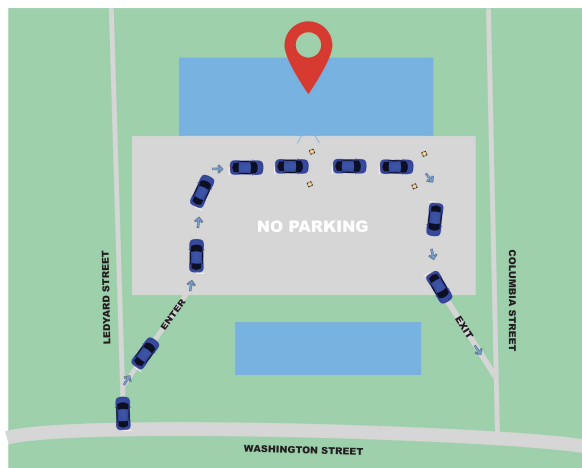 NO PARKING
LEDYARD STREET
COLUMBIA STREET
ENTER
EXIT
WASHINGTON STREET